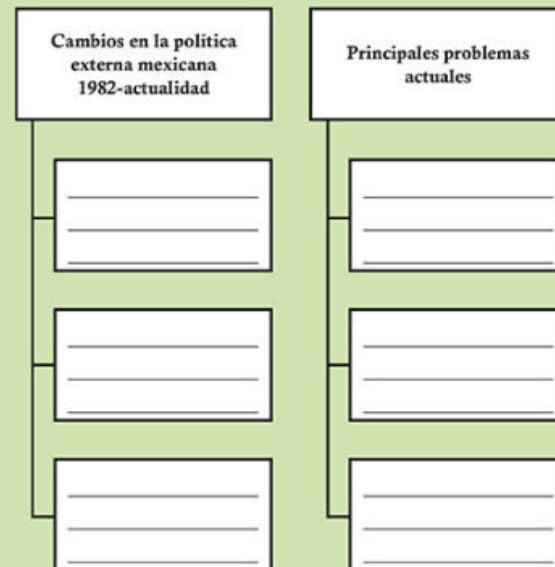 Cambios en la política
externa mexicana
1982-actualidad
Principales problemas
actuales